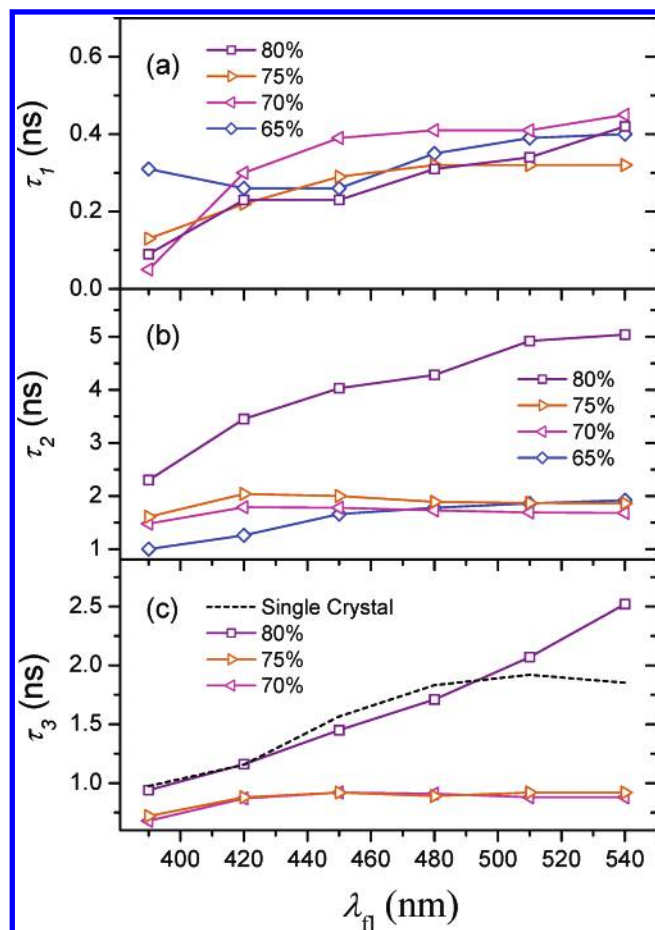 (a)
80%
75%
70%
65%
τ1 (ns)
0.6
0.4
0.2
0.0
(b)
80%
75%
70%
65%
τ2 (ns)
5
4
3
2
1
(c)
Single Crystal
80%
75%
70%
τ3 (ns)
2.5
2.0
1.5
1.0
400 420 440 460 480 500 520 540
λfl (nm)